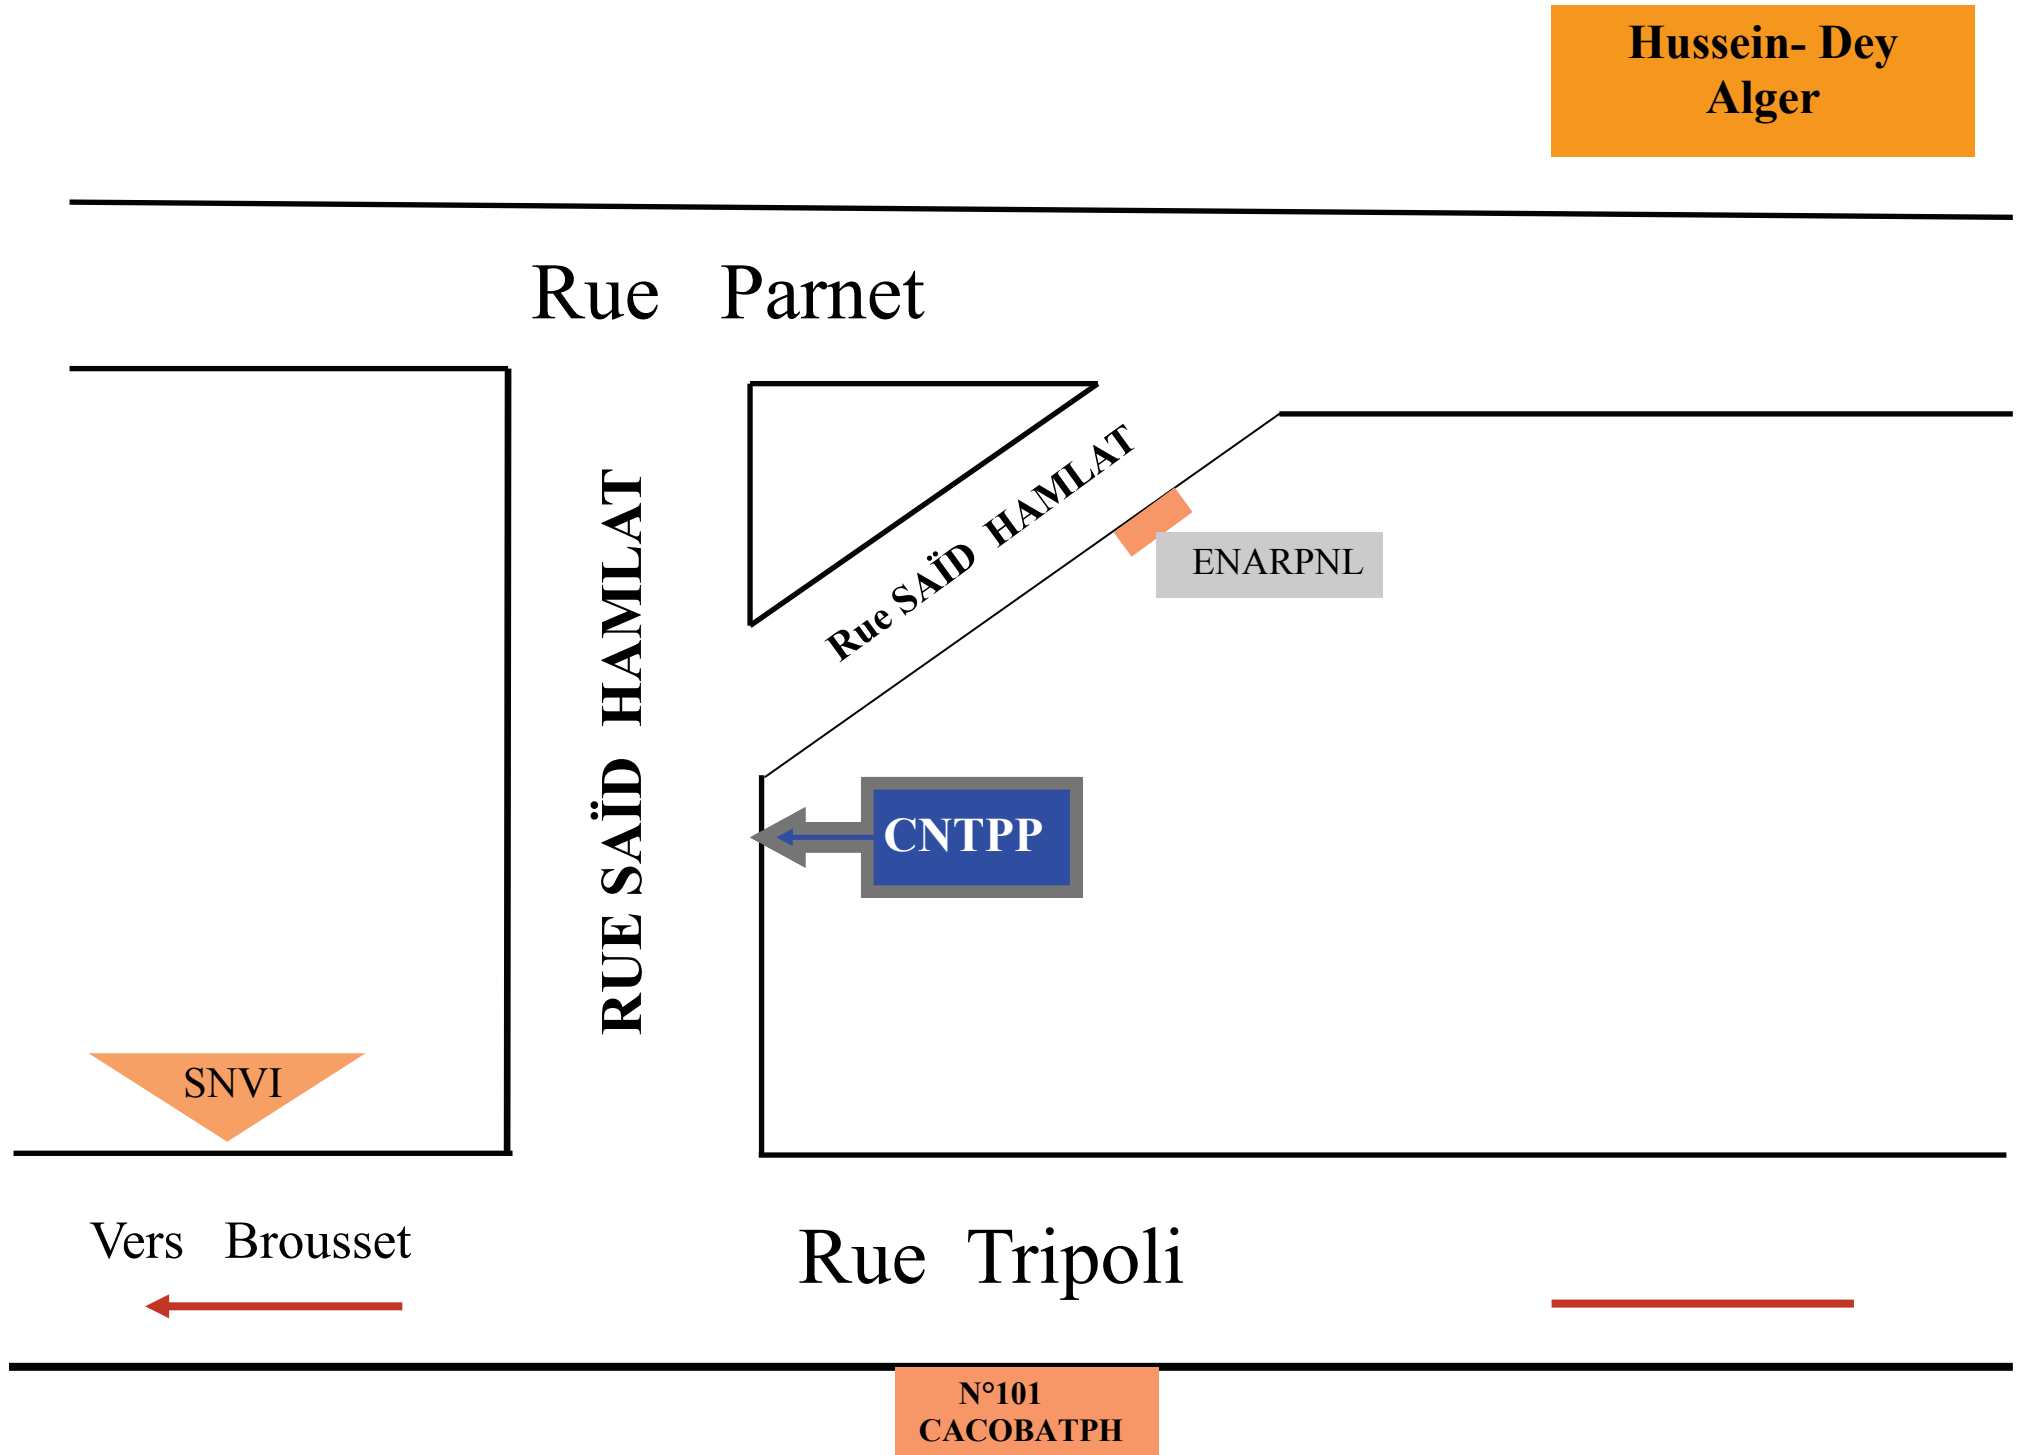 Hussein- Dey
Alger
Rue Parnet
Rue SAÏD HAMLAT
ENARPNL
RUE SAÏD HAMLAT
CNTPP
SNVI
Vers Brousset
Rue Tripoli
N°101
CACOBATPH